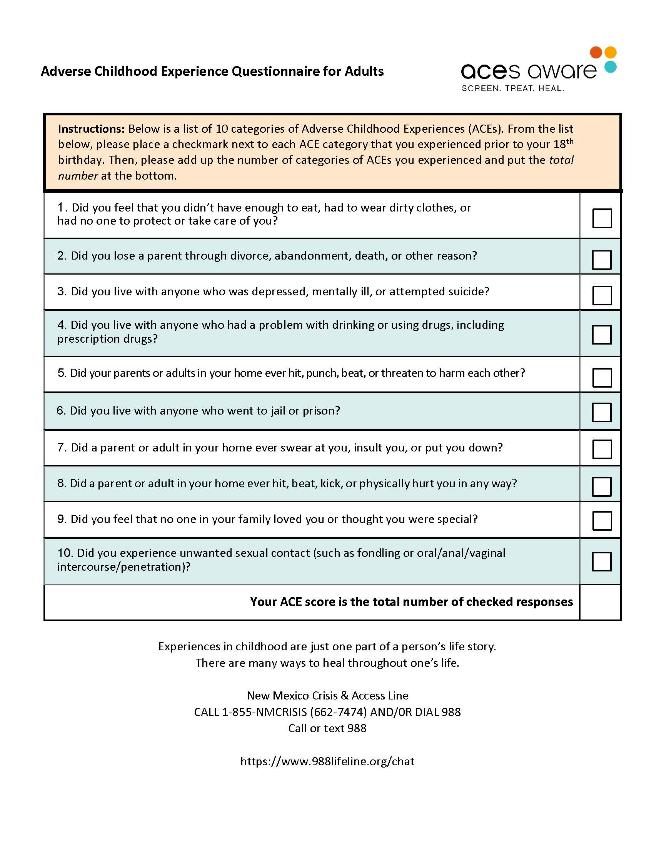 Adverse Childhood Experience Questionnaire for Adults
aces aware
SCREEN. TREAT. HEAL.
Instructions: Below is a list of 10 categories of Adverse Childhood Experiences (ACEs). From the list
below, please place a checkmark next to each ACE category that you experienced prior to your 18th
birthday. Then, please add up the number of categories of ACEs you experienced and put the total
number at the bottom.
1. Did you feel that you didn't have enough to eat, had to wear dirty clothes, or
had no one to protect or take care of you?
2. Did you lose a parent through divorce, abandonment, death, or other reason?
3. Did you live with anyone who was depressed, mentally ill, or attempted suicide?
4. Did you live with anyone who had a problem with drinking or using drugs, including
prescription drugs?
5. Did your parents or adults in your home ever hit, punch, beat, or threaten to harm each other?
6. Did you live with anyone who went to jail or prison?
7. Did a parent or adult in your home ever swear at you, insult you, or put you down?
8. Did a parent or adult in your home ever hit, beat, kick, or physically hurt you in any way?
9. Did you feel that no one in your family loved you or thought you were special?
10. Did you experience unwanted sexual contact (such as fondling or oral/anal/vaginal
intercourse/penetration)?
Your ACE score is the total number of checked responses
Experiences in childhood are just one part of a person's life story.
There are many ways to heal throughout one's life.
New Mexico Crisis & Access Line
CALL 1-855-NMCRISIS (662-7474) AND/OR DIAL 988
Call or text 988
https://www.988lifeline.org/chat